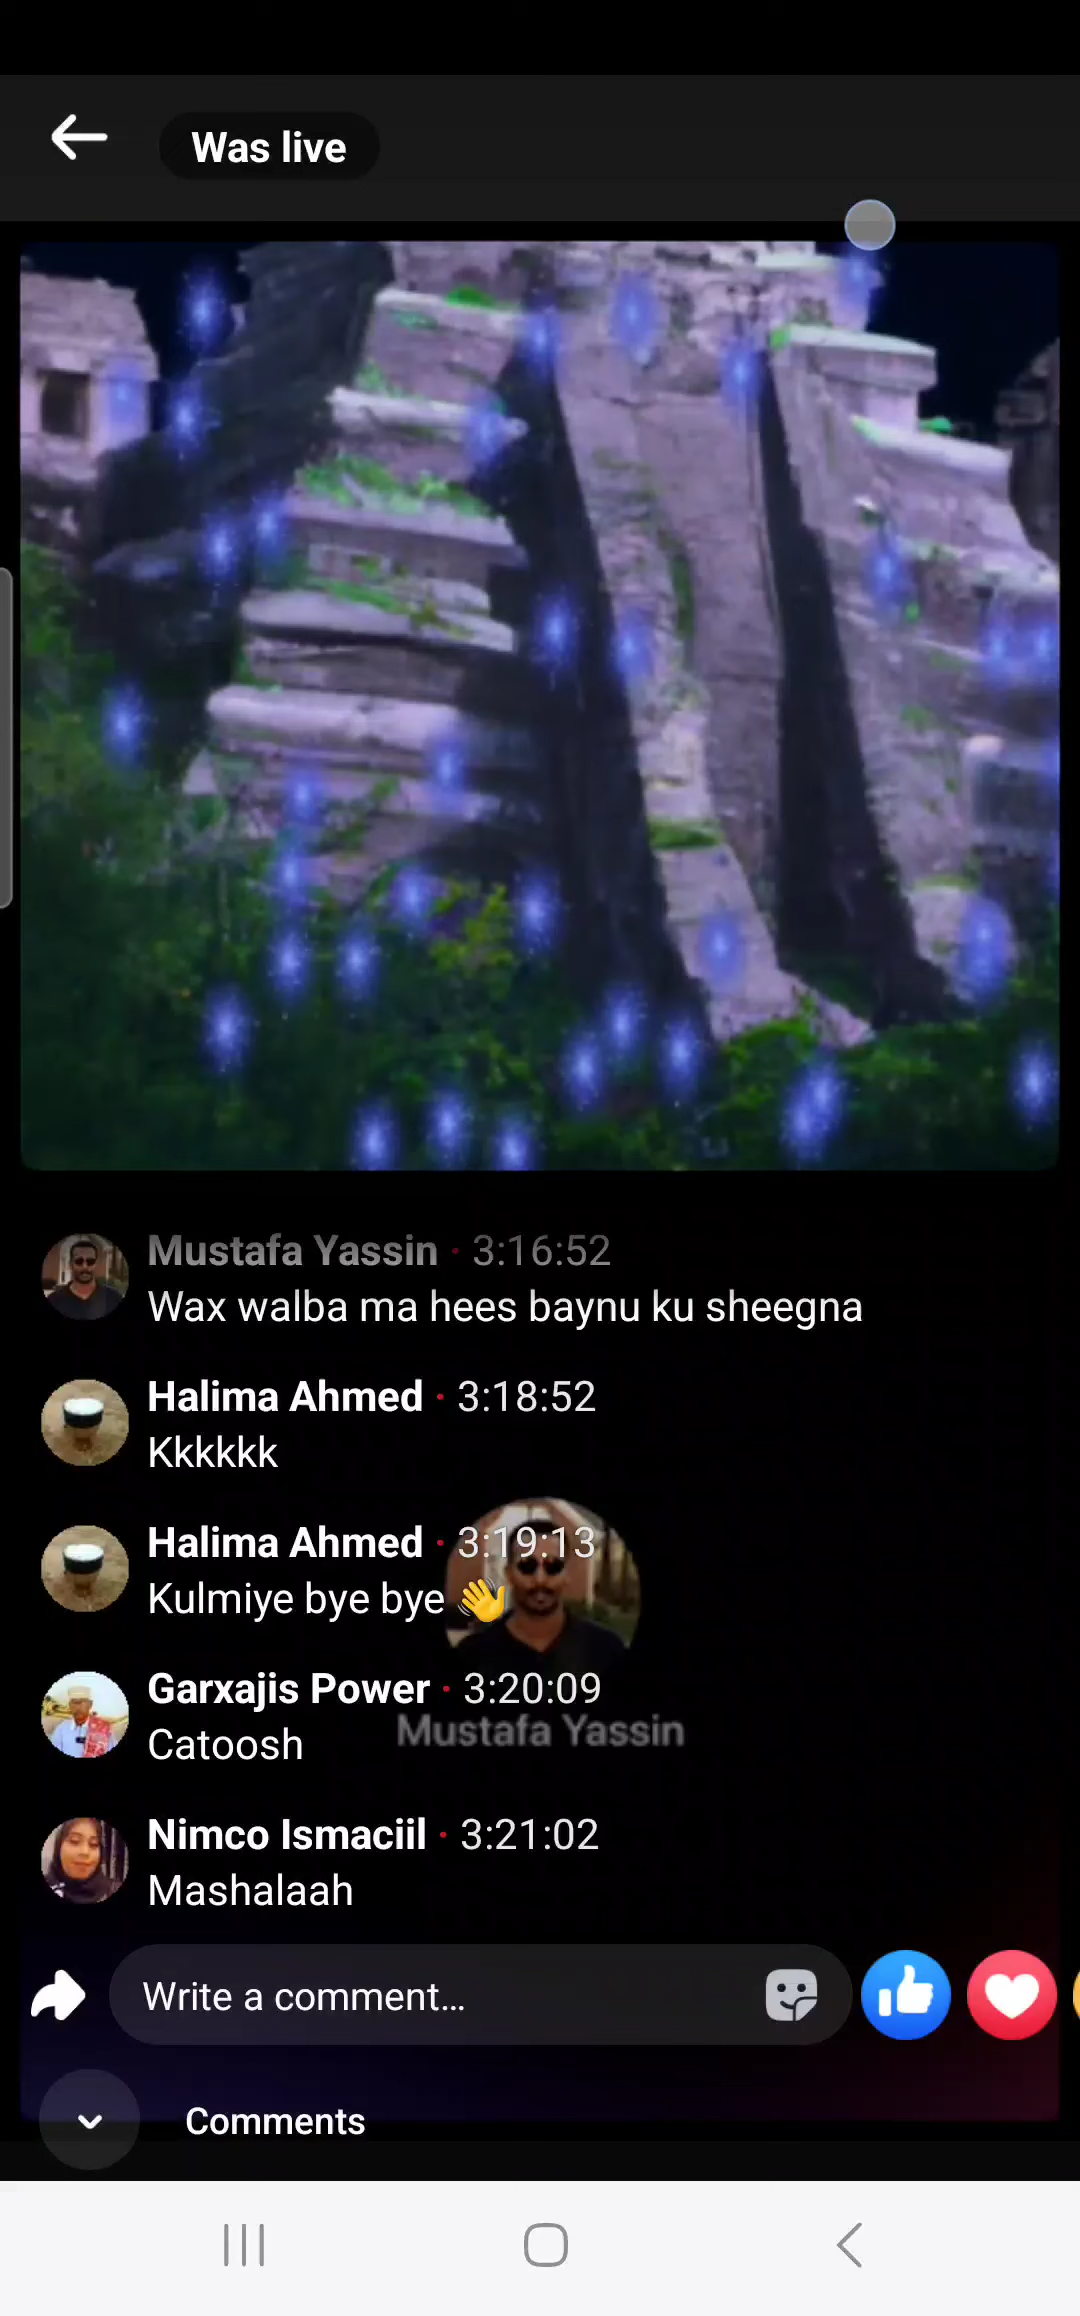 Was live
Mustafa Yassin · 3:16:52
Wax walba ma hees baynu ku sheegna
Halima Ahmed · 3:18:52
Kkkkkk
Halima Ahmed · 3:19:13
Kulmiye bye bye 👋
Garxajis Power · 3:20:09
Catoosh
Mustafa Yassin
Nimco Ismaciil · 3:21:02
Mashalaah
Write a comment...
Comments